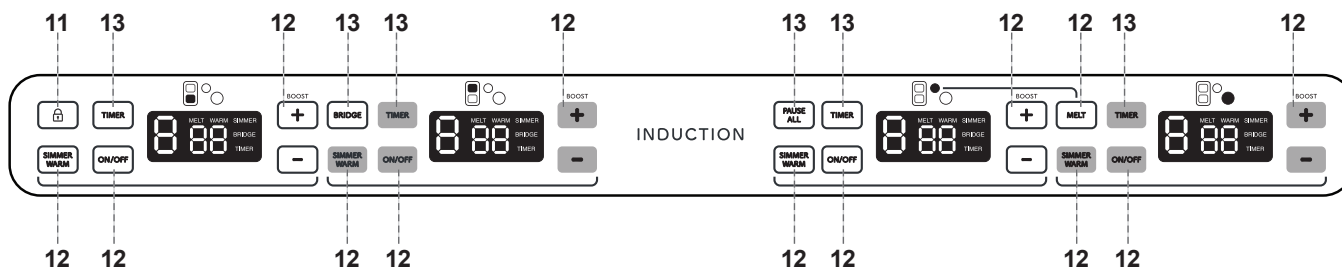 11 13 12 13 13 12 13 13 12 12 13 12
BOOST BOOST BOOST BOOST
TIMER 8 88 MELT WARM SIMMER BRIDGE TIMER + BRIDGE TIMER 8 88 MELT WARM SIMMER BRIDGE TIMER + INDUCTION PAUSE ALL TIMER 8 88 MELT WARM SIMMER BRIDGE TIMER + MELT TIMER 8 88 MELT WARM SIMMER BRIDGE TIMER +
SIMMER WARM ON/OFF - SIMMER WARM ON/OFF - SIMMER WARM ON/OFF - SIMMER WARM ON/OFF -
12 12 12 12 12 12 12 12